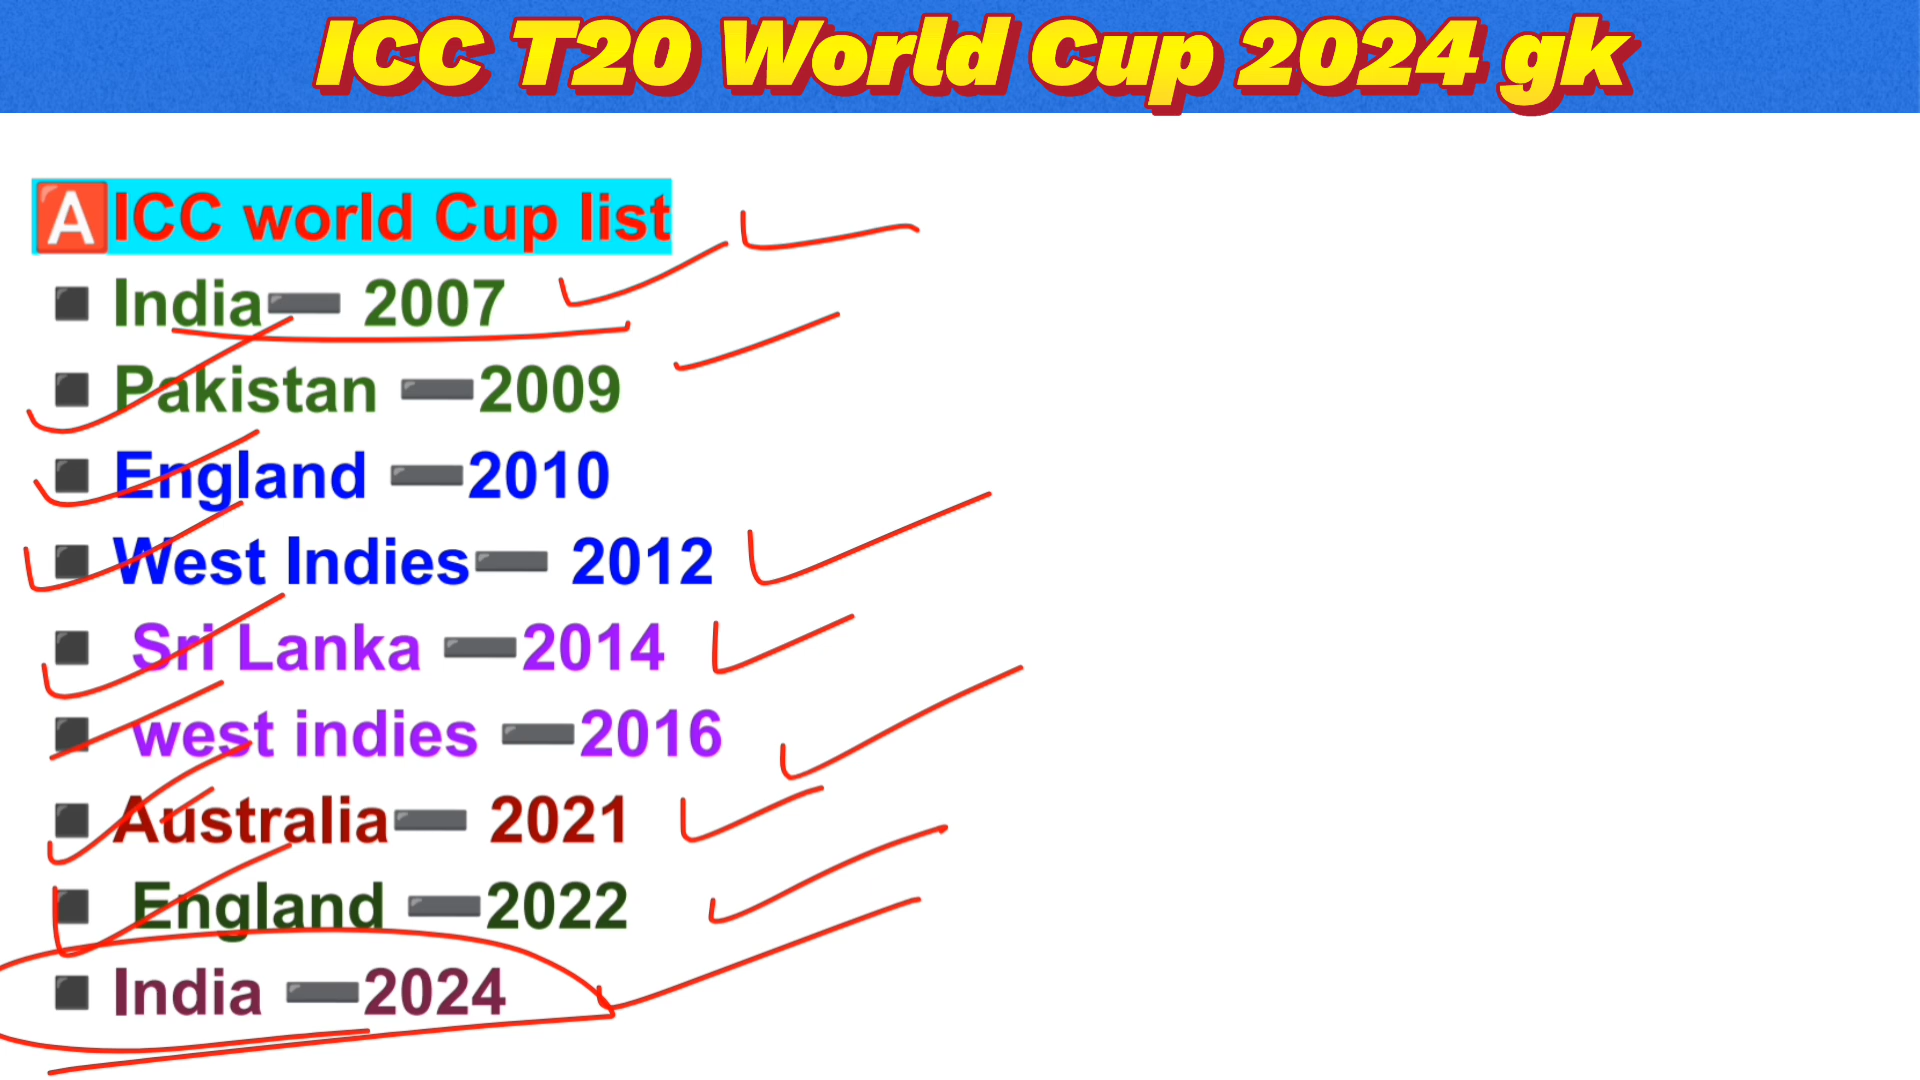 ICC T20 World Cup 2024 gk
🅰ICC world Cup list
▪India➖ 2007
▪Pakistan ➖2009
▪England ➖2010
▪West Indies➖ 2012
▪ Sri Lanka ➖2014
▪ west indies ➖2016
▪Australia➖ 2021
▪ England ➖2022
▪India ➖2024